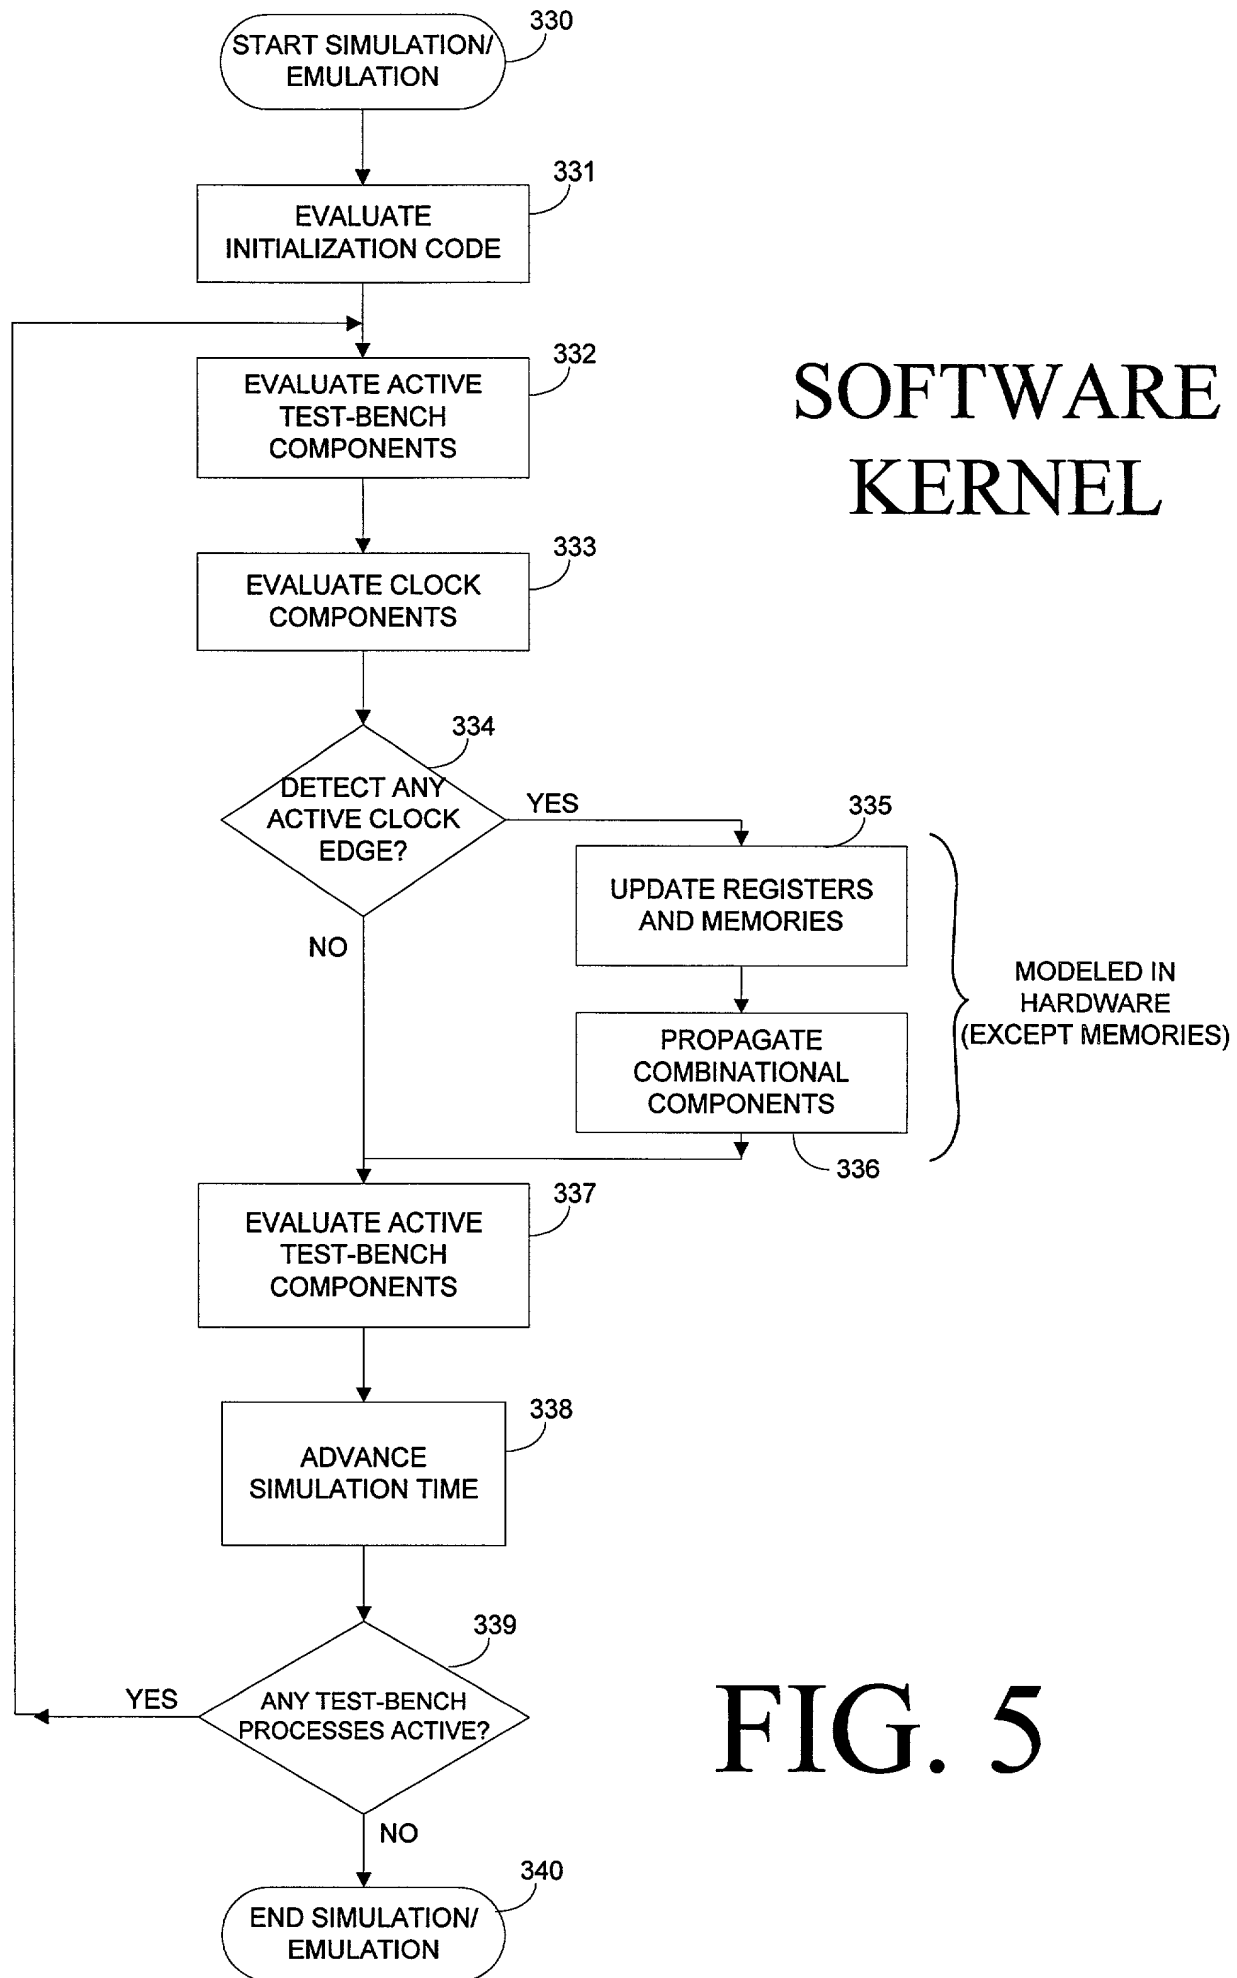 330
START SIMULATION/
EMULATION
331
EVALUATE
INITIALIZATION CODE
332
EVALUATE ACTIVE
TEST-BENCH
COMPONENTS
SOFTWARE
KERNEL
333
EVALUATE CLOCK
COMPONENTS
334
DETECT ANY
ACTIVE CLOCK
EDGE?
YES
NO
335
UPDATE REGISTERS
AND MEMORIES
PROPAGATE
COMBINATIONAL
COMPONENTS
336
MODELED IN
HARDWARE
(EXCEPT MEMORIES)
337
EVALUATE ACTIVE
TEST-BENCH
COMPONENTS
338
ADVANCE
SIMULATION TIME
339
ANY TEST-BENCH
PROCESSES ACTIVE?
YES
NO
FIG. 5
340
END SIMULATION/
EMULATION